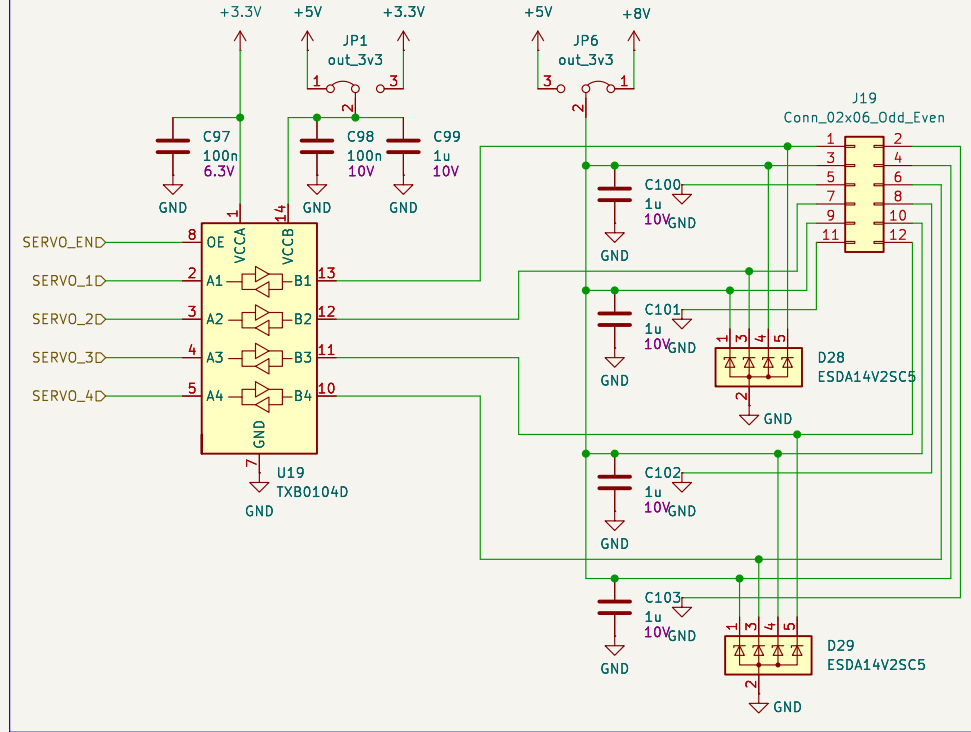 +3.3V +5V +3.3V +5V +8V
JP1 JP6
out_3v3 out_3v3
1 3 3 1
2 2
J19
Conn_02x06_Odd_Even
1 2
3 4
5 6
7 8
9 10
11 12
C97 C98 C99
100n 100n 1u
6.3V 10V 10V
GND GND GND
C100
1u
10V GND
GND
1 14
VCCA VCCB
SERVO_EN 8 OE
SERVO_1 2 A1 B1 13
SERVO_2 3 A2 B2 12
SERVO_3 4 A3 B3 11
SERVO_4 5 A4 B4 10
GND
7
U19
TXB0104D
GND
C101
1u
10V GND
GND
1 3 4 5
D28
ESDA14V2SC5
2
GND
C102
1u
10V GND
GND
C103
1u
10V GND
GND
1 3 4 5
D29
ESDA14V2SC5
2
GND